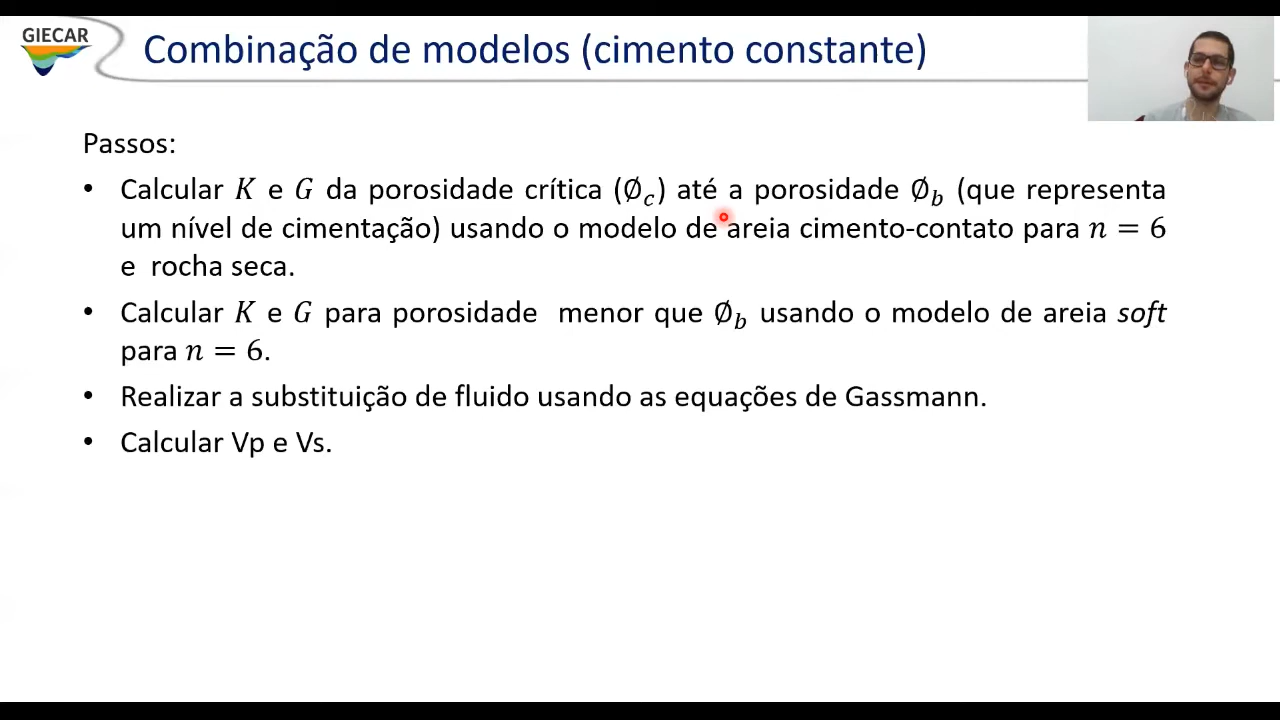 GIECAR
Combinação de modelos (cimento constante)
Passos:
• Calcular K e G da porosidade crítica (∅c) até a porosidade ∅b (que representa
um nível de cimentação) usando o modelo de areia cimento-contato para n = 6
e rocha seca.
• Calcular K e G para porosidade menor que ∅b usando o modelo de areia soft
para n = 6.
• Realizar a substituição de fluido usando as equações de Gassmann.
• Calcular Vp e Vs.